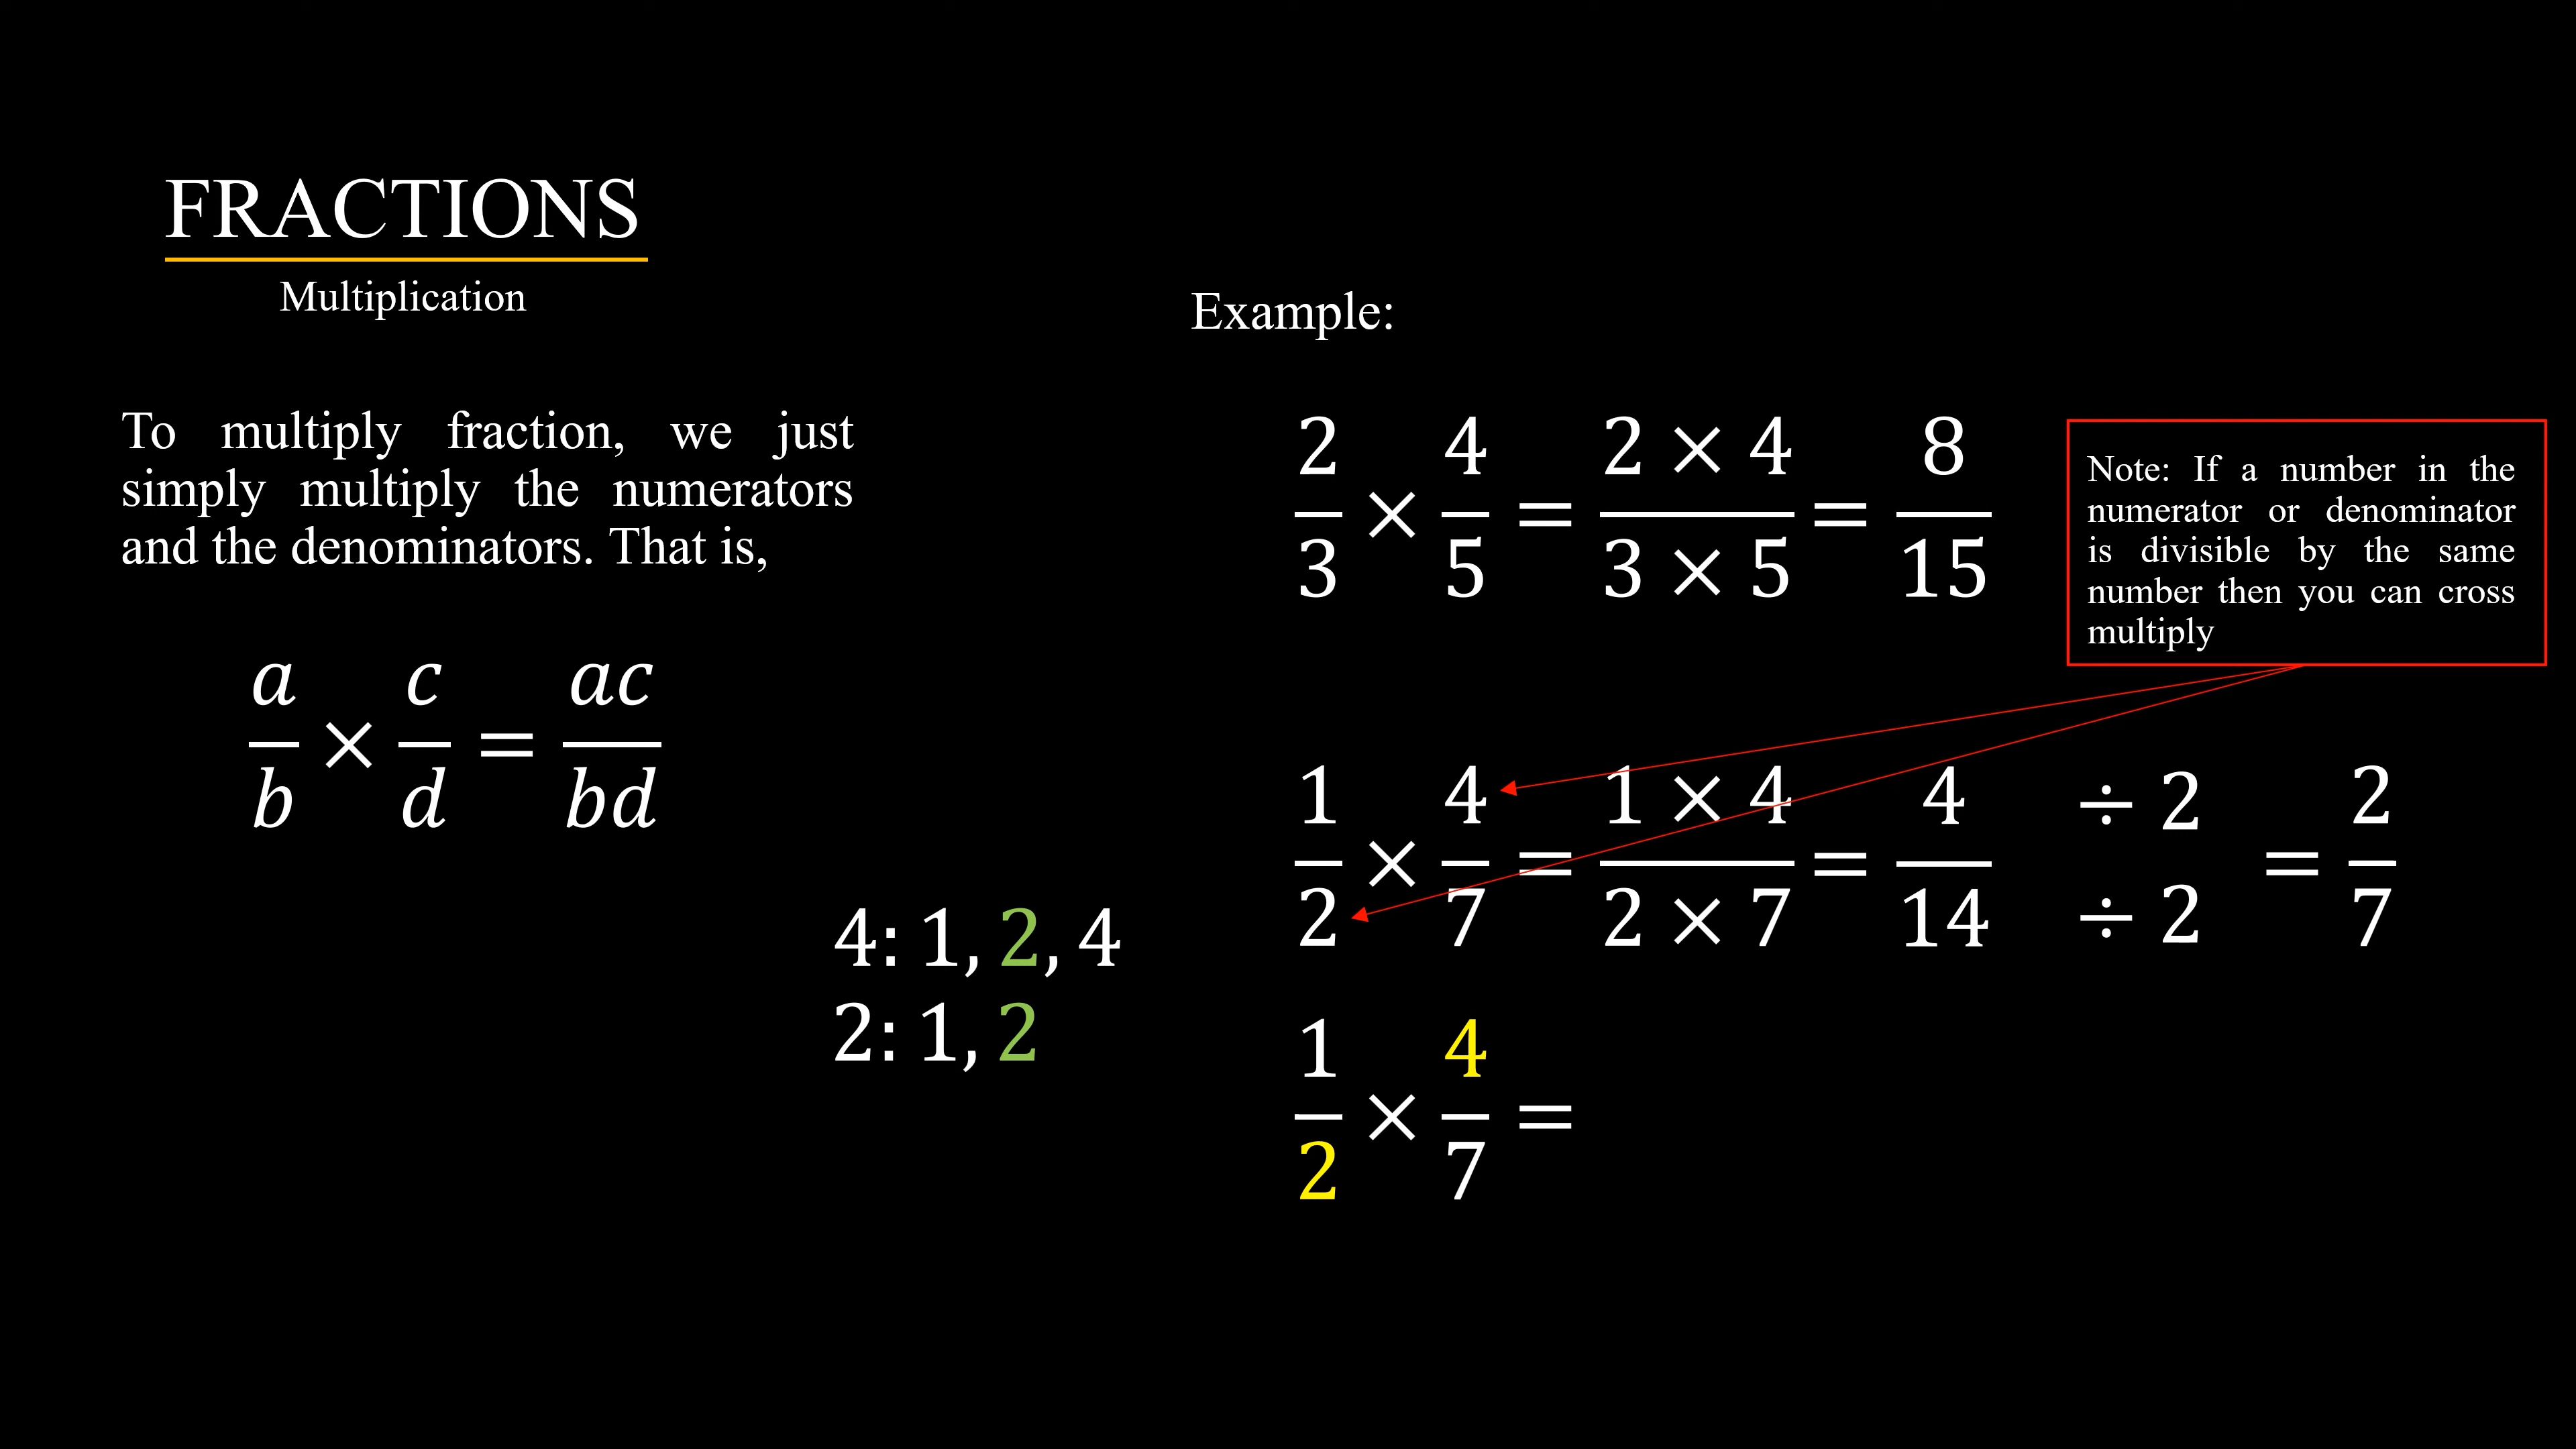 FRACTIONS
Multiplication
To multiply fraction, we just
simply multiply the numerators
and the denominators. That is,
a/b × c/d = ac/bd
Example:
2/3 × 4/5 = 2 × 4/3 × 5 = 8/15
Note: If a number in the
numerator or denominator
is divisible by the same
number then you can cross
multiply
1/2 × 4/7 = 1 × 4/2 × 7 = 4/14 ÷ 2/÷ 2 = 2/7
4: 1, 2, 4
2: 1, 2
1/2 × 4/7 =